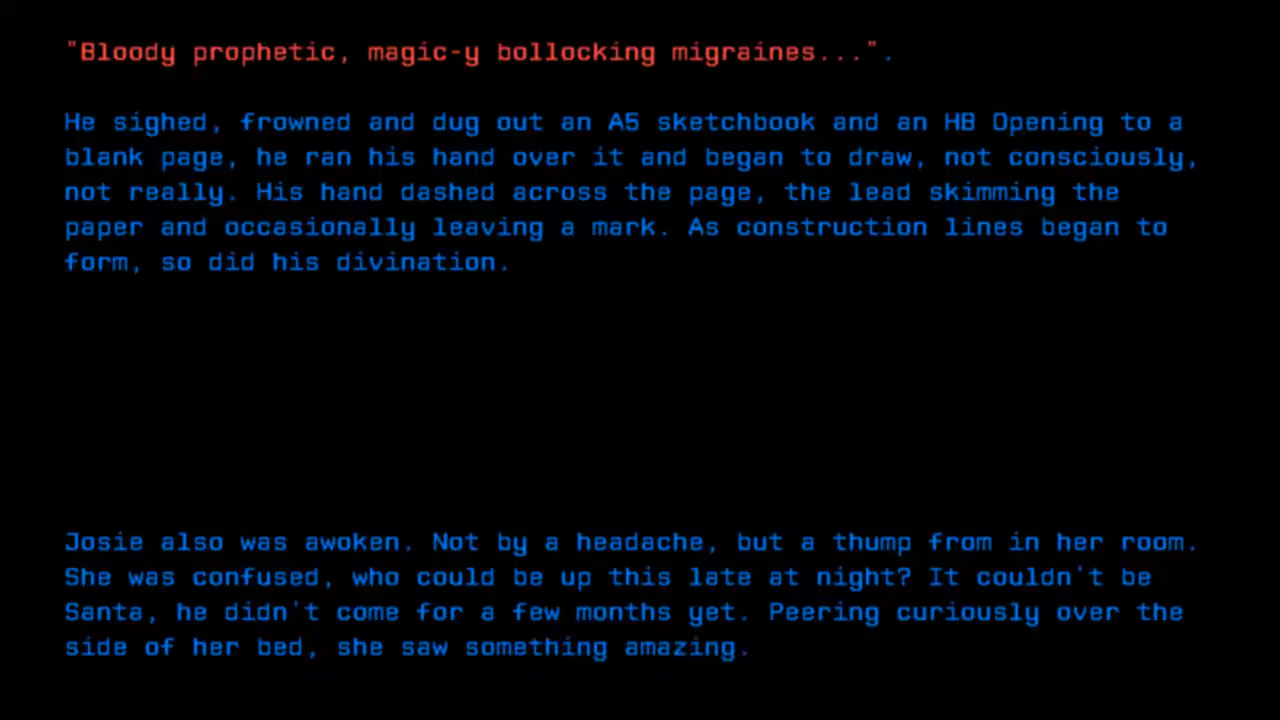 "Bloody prophetic, magic-y bollocking migraines...".
He sighed, frowned and dug out an A5 sketchbook and an HB Opening to a
blank page, he ran his hand over it and began to draw, not consciously,
not really. His hand dashed across the page, the lead skimming the
paper and occasionally leaving a mark. As construction lines began to
form, so did his divination.
Josie also was awoken. Not by a headache, but a thump from in her room.
She was confused, who could be up this late at night? It couldn't be
Santa, he didn't come for a few months yet. Peering curiously over the
side of her bed, she saw something amazing.